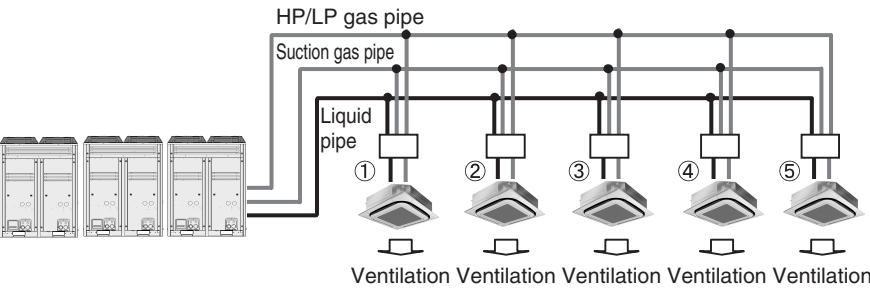 HP/LP gas pipe
Suction gas pipe
Liquid
pipe
① ② ③ ④ ⑤
Ventilation Ventilation Ventilation Ventilation Ventilation